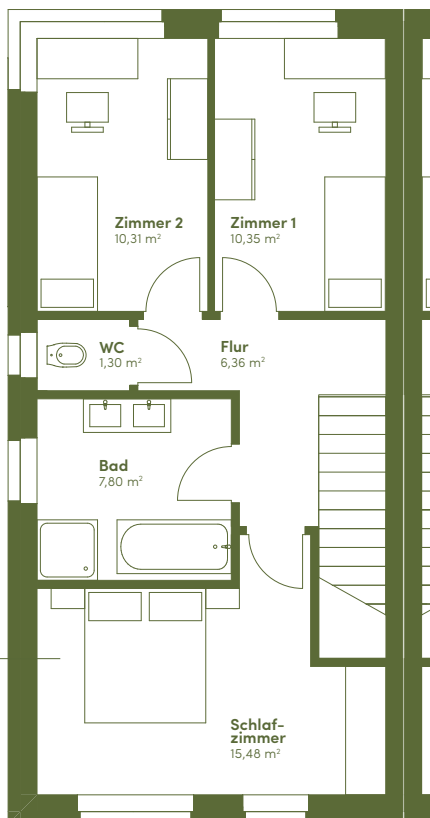 Zimmer 2
10,31 m²
Zimmer 1
10,35 m²
WC
1,30 m²
Flur
6,36 m²
Bad
7,80 m²
Schlaf-
zimmer
15,48 m²